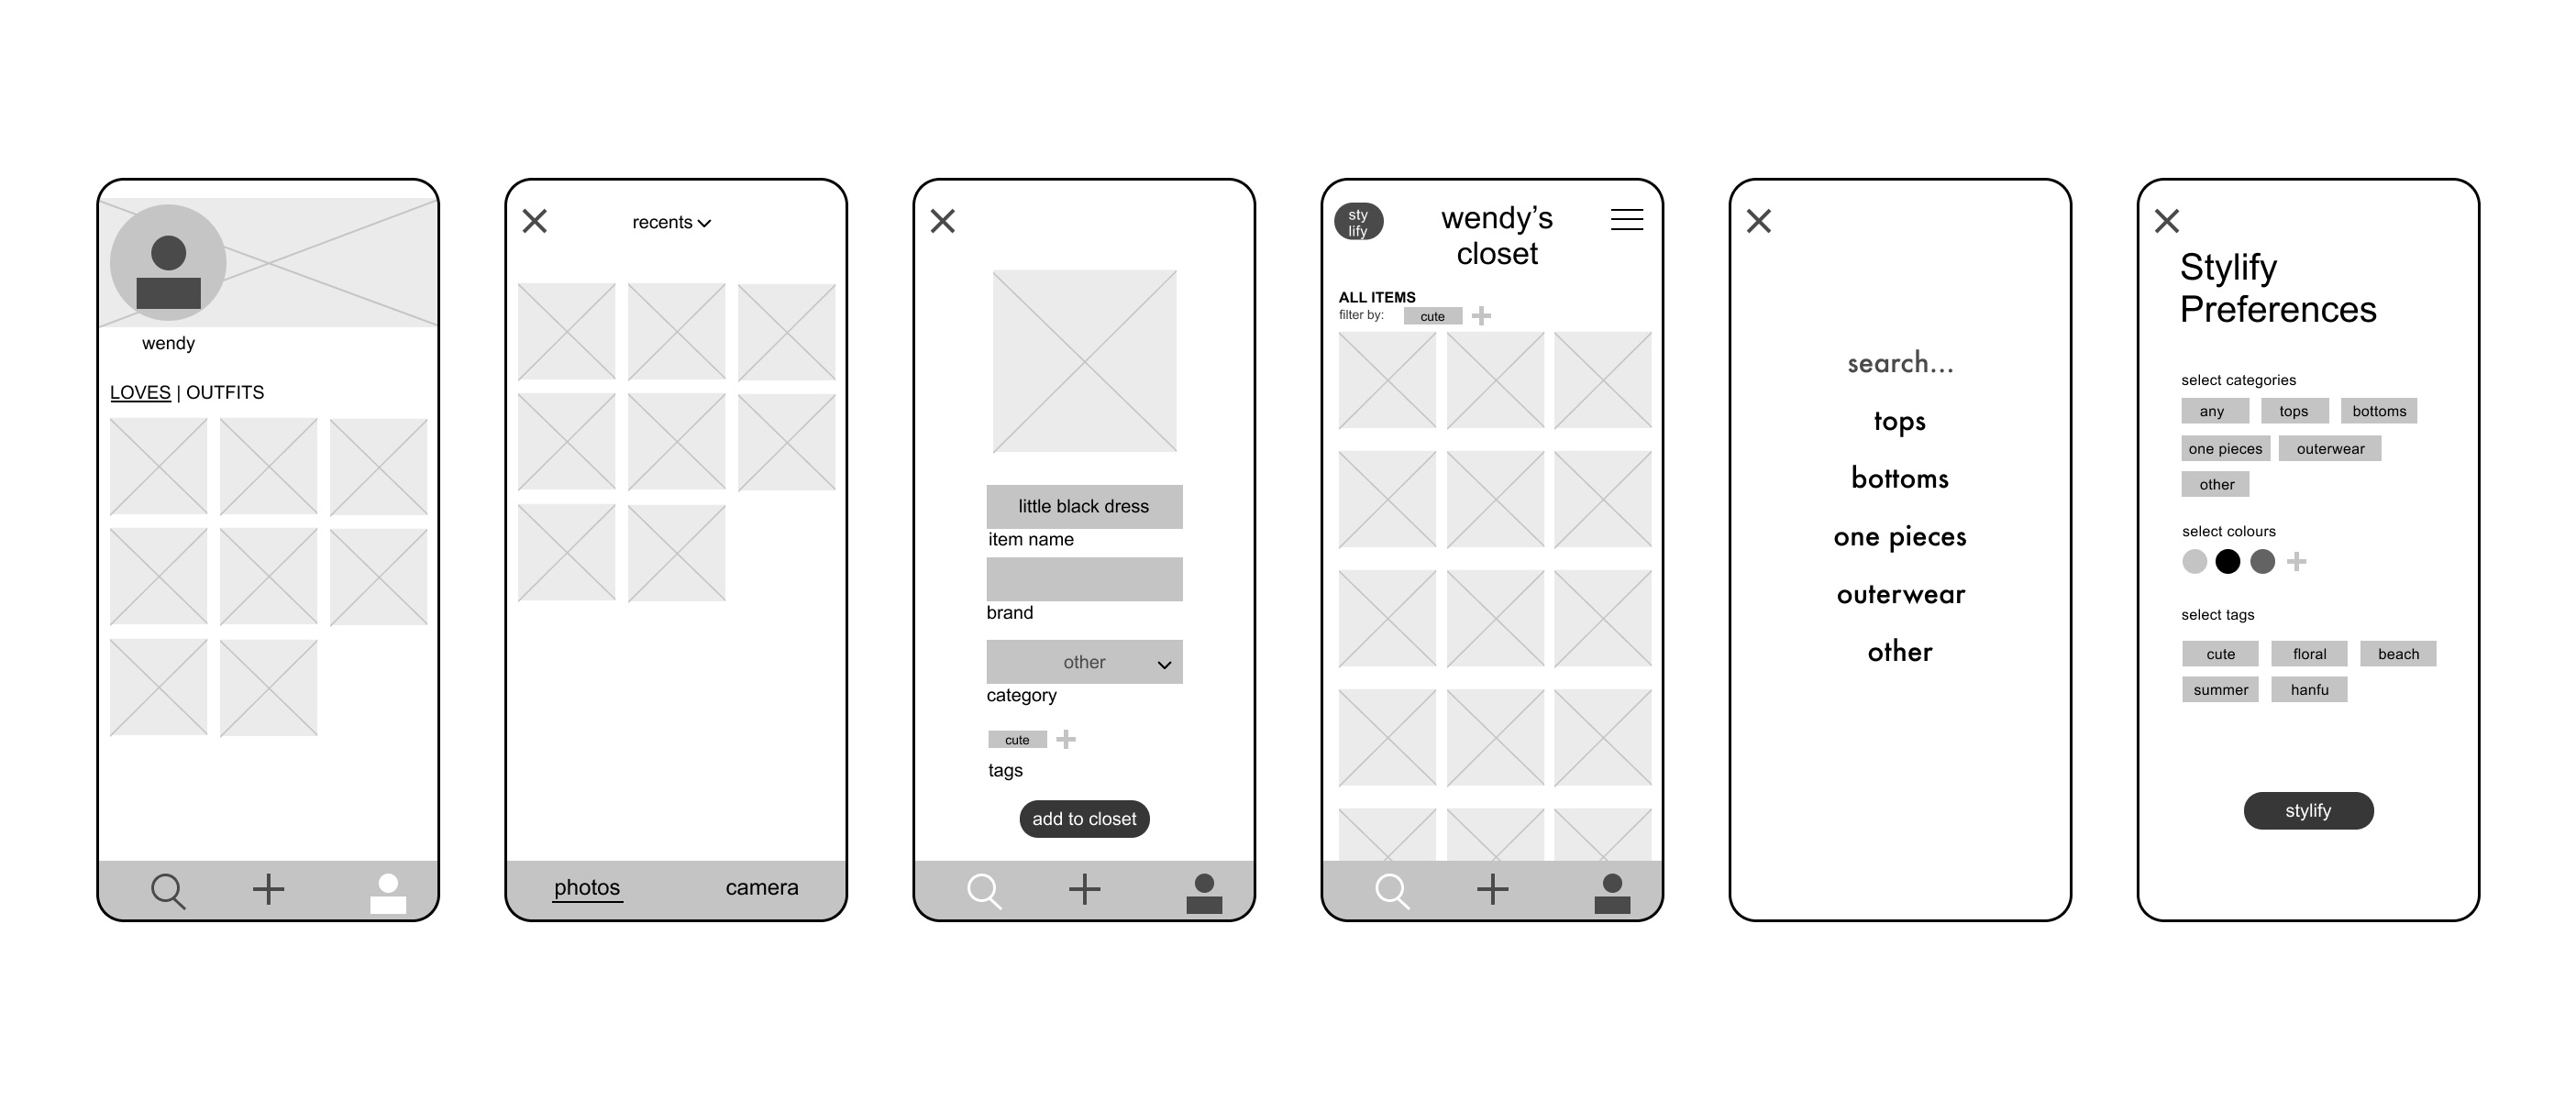 wendy
LOVES | OUTFITS
recents
photos
camera
little black dress
item name
brand
other
category
cute
tags
add to closet
sty
lify
wendy’s
closet
ALL ITEMS
filter by:
cute
search...
tops
bottoms
one pieces
outerwear
other
Stylify
Preferences
select categories
any
tops
bottoms
one pieces
outerwear
other
select colours
select tags
cute
floral
beach
summer
hanfu
stylify